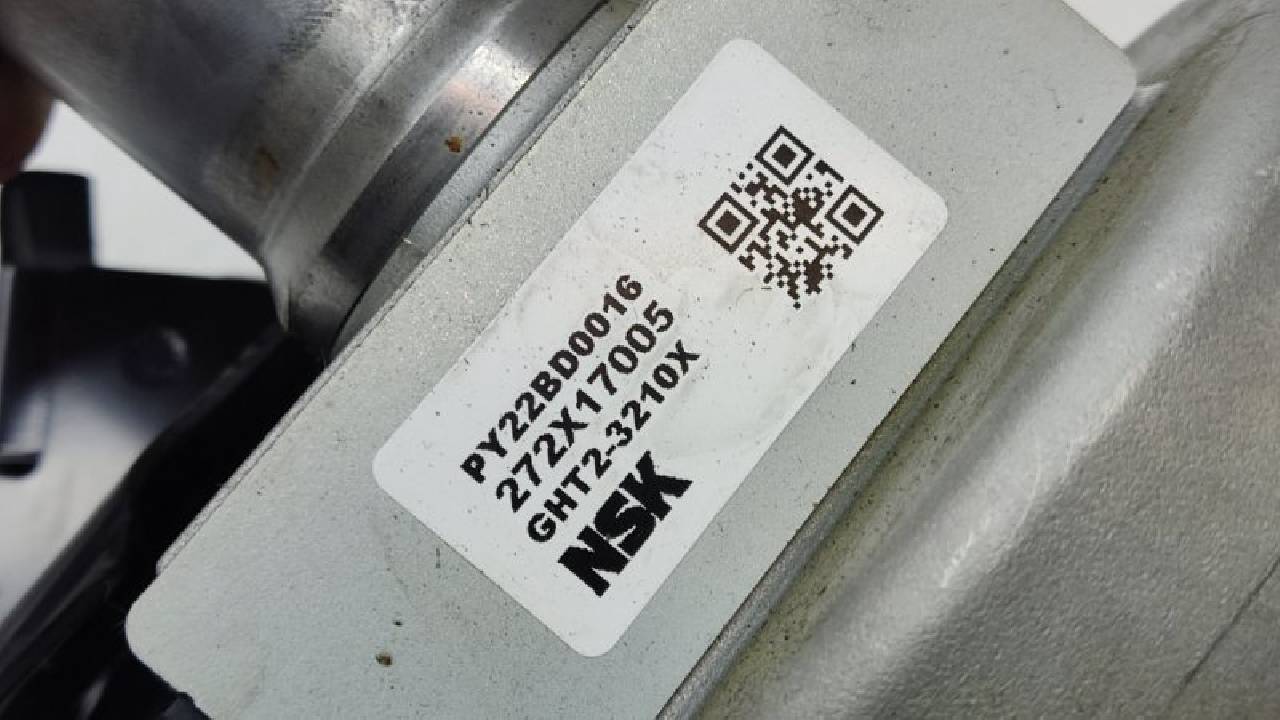 PY22BD0016
272X17005
GHT2-3210X
NSK